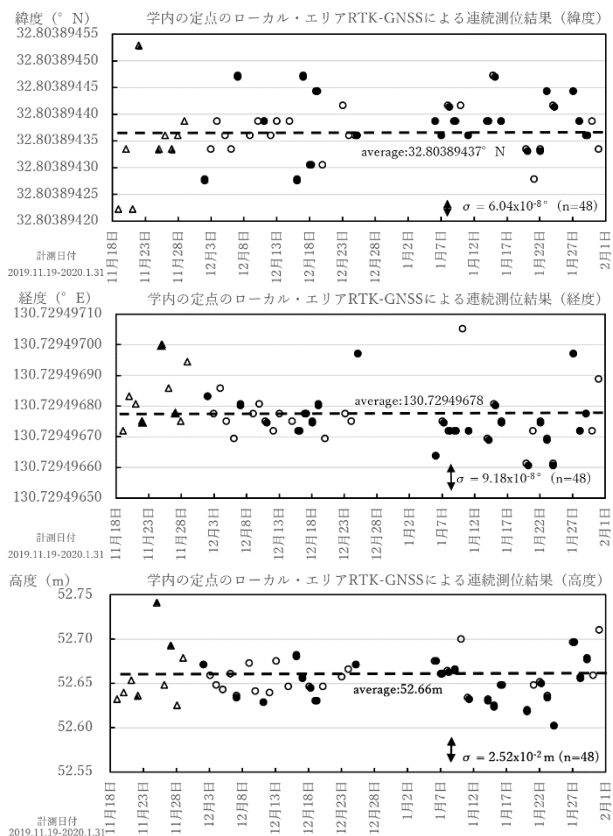 緯度（°N） 学内の定点のローカル・エリアRTK-GNSSによる連続測位結果（緯度）
32.80389455
32.80389450
32.80389445
32.80389440
32.80389435
32.80389430
32.80389425
32.80389420
average:32.80389437°N
σ = 6.04x10⁻⁸° (n=48)
計測日付
2019.11.19-2020.1.31
11月18日 11月23日 11月28日 12月3日 12月8日 12月13日 12月18日 12月23日 12月28日 1月2日 1月7日 1月12日 1月17日 1月22日 1月27日 2月1日
経度（°E） 学内の定点のローカル・エリアRTK-GNSSによる連続測位結果（経度）
130.72949710
130.72949700
130.72949690
130.72949680
130.72949670
130.72949660
130.72949650
average:130.72949678
σ = 9.18x10⁻⁸° (n=48)
計測日付
2019.11.19-2020.1.31
11月18日 11月23日 11月28日 12月3日 12月8日 12月13日 12月18日 12月23日 12月28日 1月2日 1月7日 1月12日 1月17日 1月22日 1月27日 2月1日
高度（m） 学内の定点のローカル・エリアRTK-GNSSによる連続測位結果（高度）
52.75
52.70
52.65
52.60
52.55
average:52.66m
σ = 2.52x10⁻²m (n=48)
計測日付
2019.11.19-2020.1.31
11月18日 11月23日 11月28日 12月3日 12月8日 12月13日 12月18日 12月23日 12月28日 1月2日 1月7日 1月12日 1月17日 1月22日 1月27日 2月1日